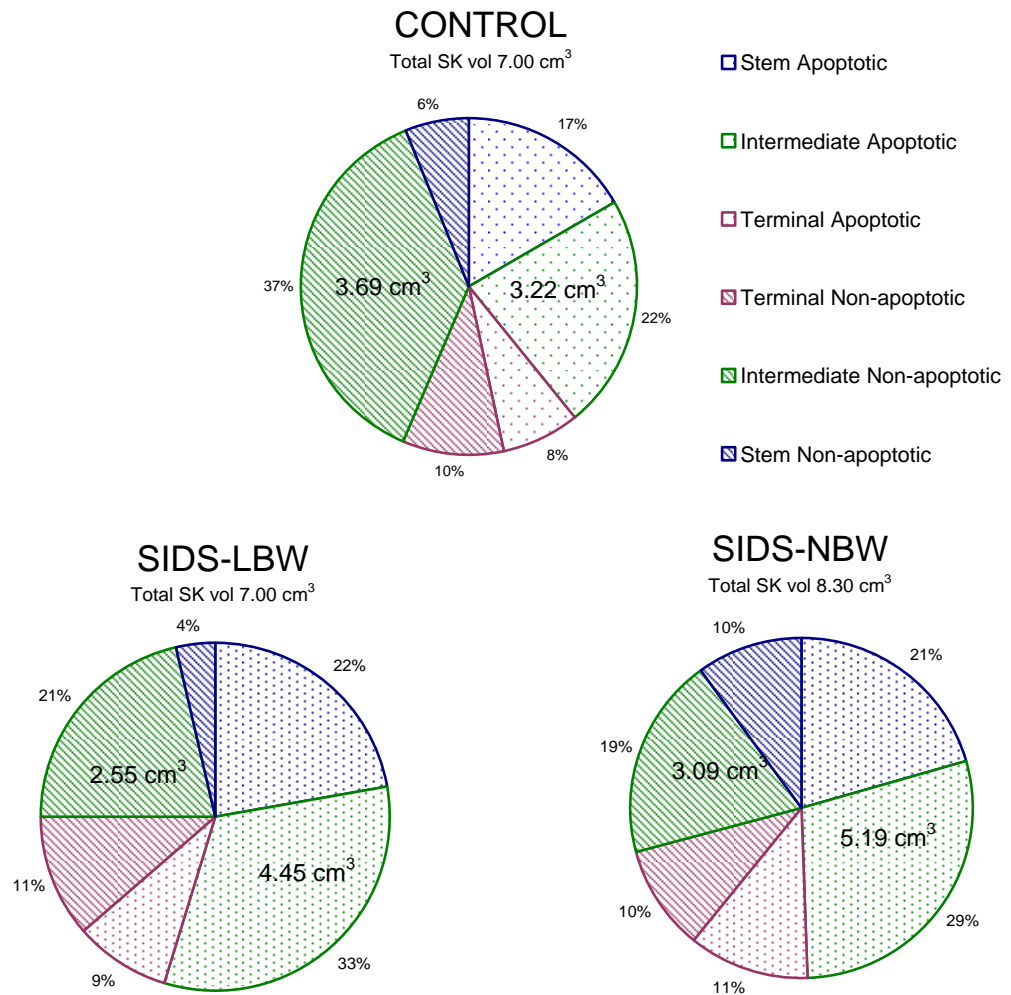 CONTROL
Total SK vol 7.00 cm³
Stem Apoptotic
Intermediate Apoptotic
Terminal Apoptotic
Terminal Non-apoptotic
Intermediate Non-apoptotic
Stem Non-apoptotic
6%
17%
37%
3.69 cm³
3.22 cm³
22%
10%
8%
SIDS-LBW
Total SK vol 7.00 cm³
4%
22%
21%
2.55 cm³
4.45 cm³
11%
9%
33%
SIDS-NBW
Total SK vol 8.30 cm³
10%
21%
19%
3.09 cm³
5.19 cm³
10%
29%
11%